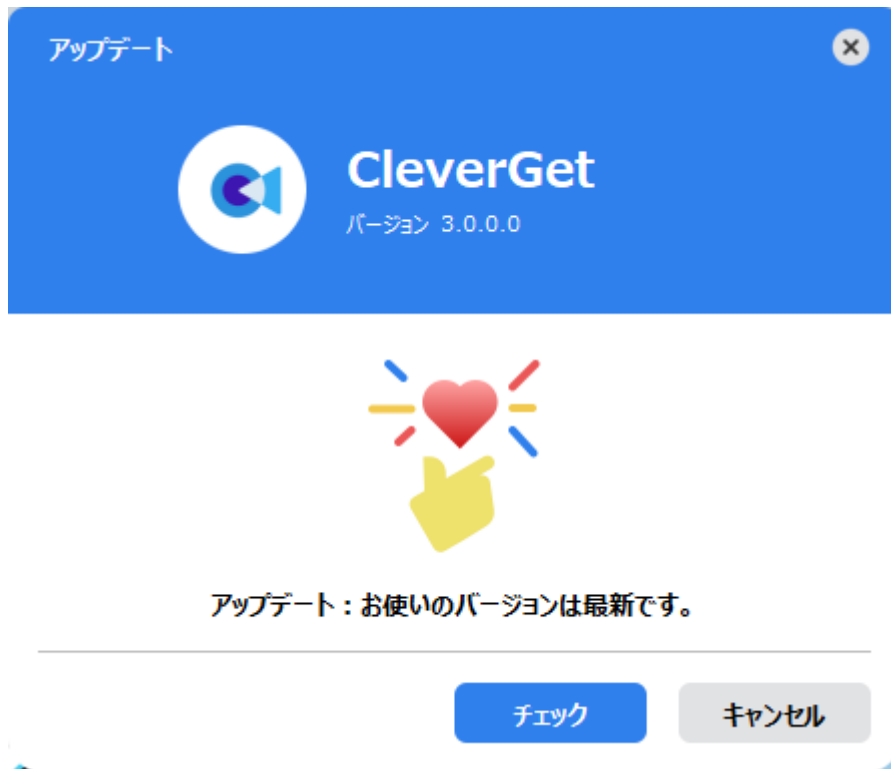 アップデート
CleverGet
バージョン 3.0.0.0
アップデート：お使いのバージョンは最新です。
チェック
キャンセル